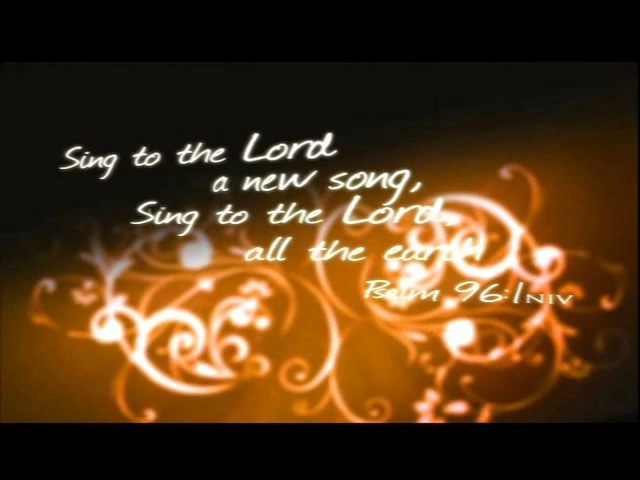 Sing to the Lord
a new song,
Sing to the Lord,
all the earth
Psalm 96:1 NIV